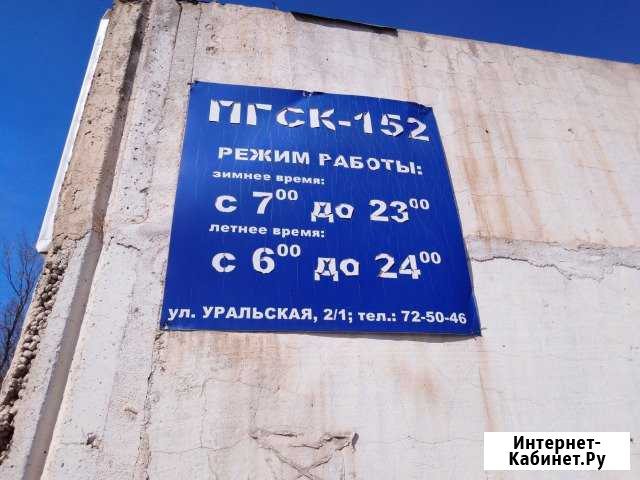 ПГСК-152
РЕЖИМ РАБОТЫ:
зимнее время:
с 7⁰⁰ до 23⁰⁰
летнее время:
с 6⁰⁰ до 24⁰⁰
ул. УРАЛЬСКАЯ, 2/1; тел.: 72-50-46
Интернет-
Кабинет.Ру